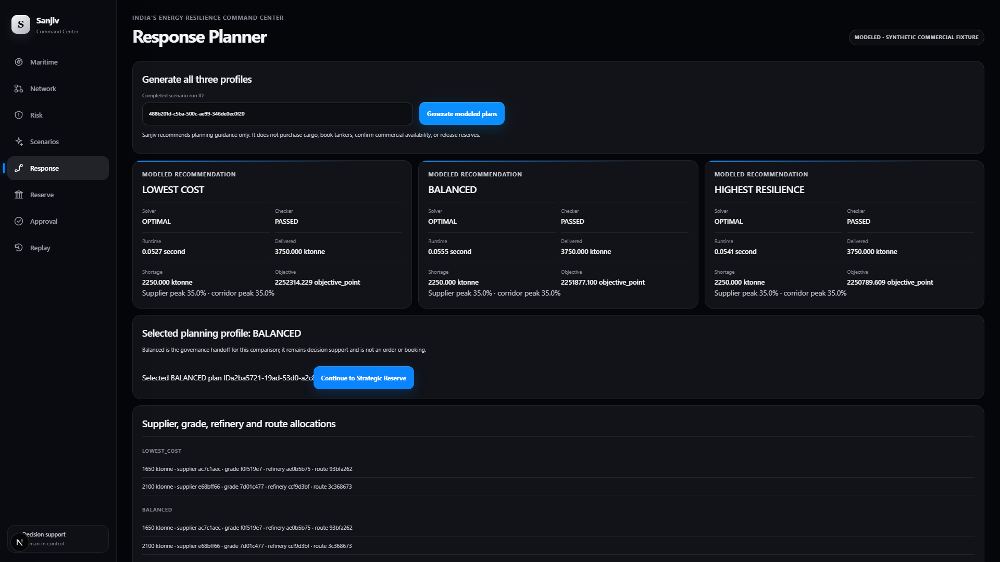 S
Sanjiv
Command Center
Maritime
Network
Risk
Scenarios
Response
Reserve
Approval
Replay
Decision support
man in control
N
INDIA'S ENERGY RESILIENCE COMMAND CENTER
Response Planner
MODELED · SYNTHETIC COMMERCIAL FIXTURE
Generate all three profiles
Completed scenario run ID
488b201d-c5ba-500c-ae99-346de0ec0f20
Generate modeled plans
Sanjiv recommends planning guidance only. It does not purchase cargo, book tankers, confirm commercial availability, or release reserves.
MODELED RECOMMENDATION
LOWEST COST
Solver
OPTIMAL
Checker
PASSED
Runtime
0.0527 second
Delivered
3750.000 ktonne
Shortage
2250.000 ktonne
Objective
2252314.229 objective_point
Supplier peak 35.0% · corridor peak 35.0%
MODELED RECOMMENDATION
BALANCED
Solver
OPTIMAL
Checker
PASSED
Runtime
0.0555 second
Delivered
3750.000 ktonne
Shortage
2250.000 ktonne
Objective
2251877.100 objective_point
Supplier peak 35.0% · corridor peak 35.0%
MODELED RECOMMENDATION
HIGHEST RESILIENCE
Solver
OPTIMAL
Checker
PASSED
Runtime
0.0541 second
Delivered
3750.000 ktonne
Shortage
2250.000 ktonne
Objective
2250789.609 objective_point
Supplier peak 35.0% · corridor peak 35.0%
Selected planning profile: BALANCED
Balanced is the governance handoff for this comparison; it remains decision support and is not an order or booking.
Selected BALANCED plan IDa2ba5721-19ad-53d0-a2c
Continue to Strategic Reserve
Supplier, grade, refinery and route allocations
LOWEST_COST
1650 ktonne · supplier ac7c1aec · grade f0f519e7 · refinery ae0b5b75 · route 93bfa262
2100 ktonne · supplier e68bff66 · grade 7d01c477 · refinery ccf9d3bf · route 3c368673
BALANCED
1650 ktonne · supplier ac7c1aec · grade f0f519e7 · refinery ae0b5b75 · route 93bfa262
2100 ktonne · supplier e68bff66 · grade 7d01c477 · refinery ccf9d3bf · route 3c368673